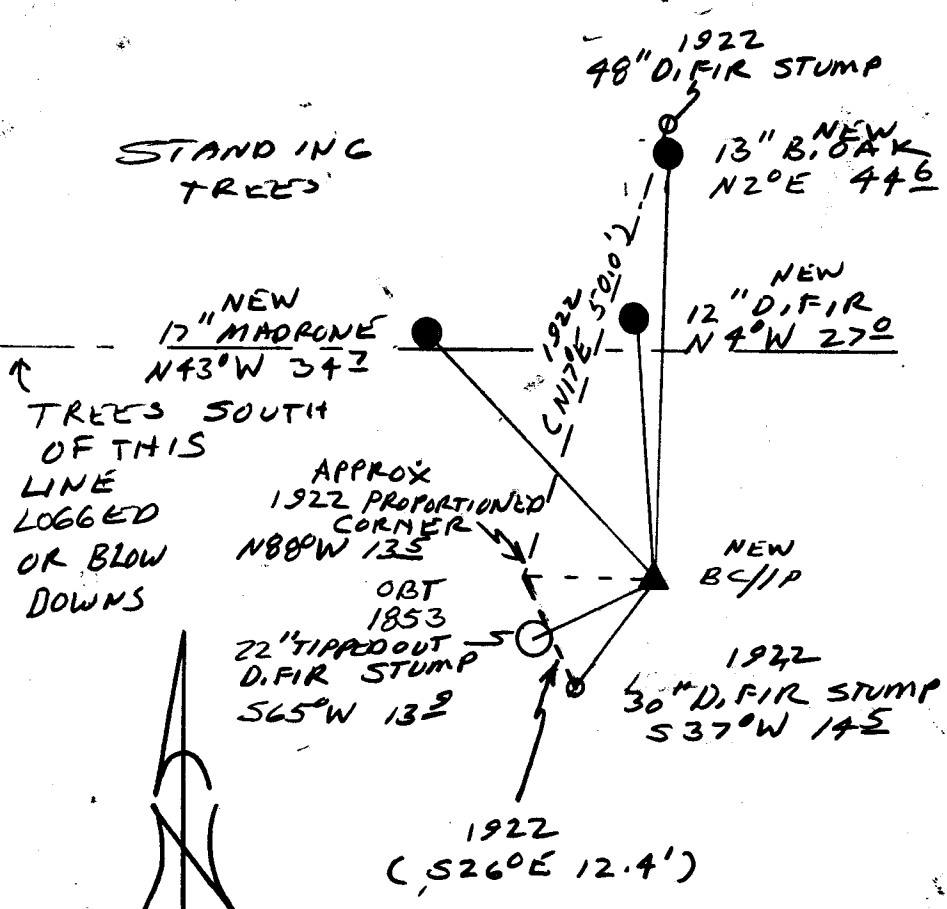 1922
48" D. FIR STUMP
STANDING
TREES
NEW
13" B. OAK
N2°E 44 6
NEW
17" MADRONE
N43°W 34 7
1922
(N17°E 50.0')
NEW
12" D. FIR
N4°W 27 0
TREES SOUTH
OF THIS
LINE
LOGGED
OR BLOW
DOWNS
APPROX
1922 PROPORTIONED
CORNER
N88°W 13 5
NEW
BC/IP
OBT
1853
22" TIPPED OUT
D. FIR STUMP
S65°W 13 9
1922
30" D. FIR STUMP
S37°W 14 5
1922
(S26°E 12.4')